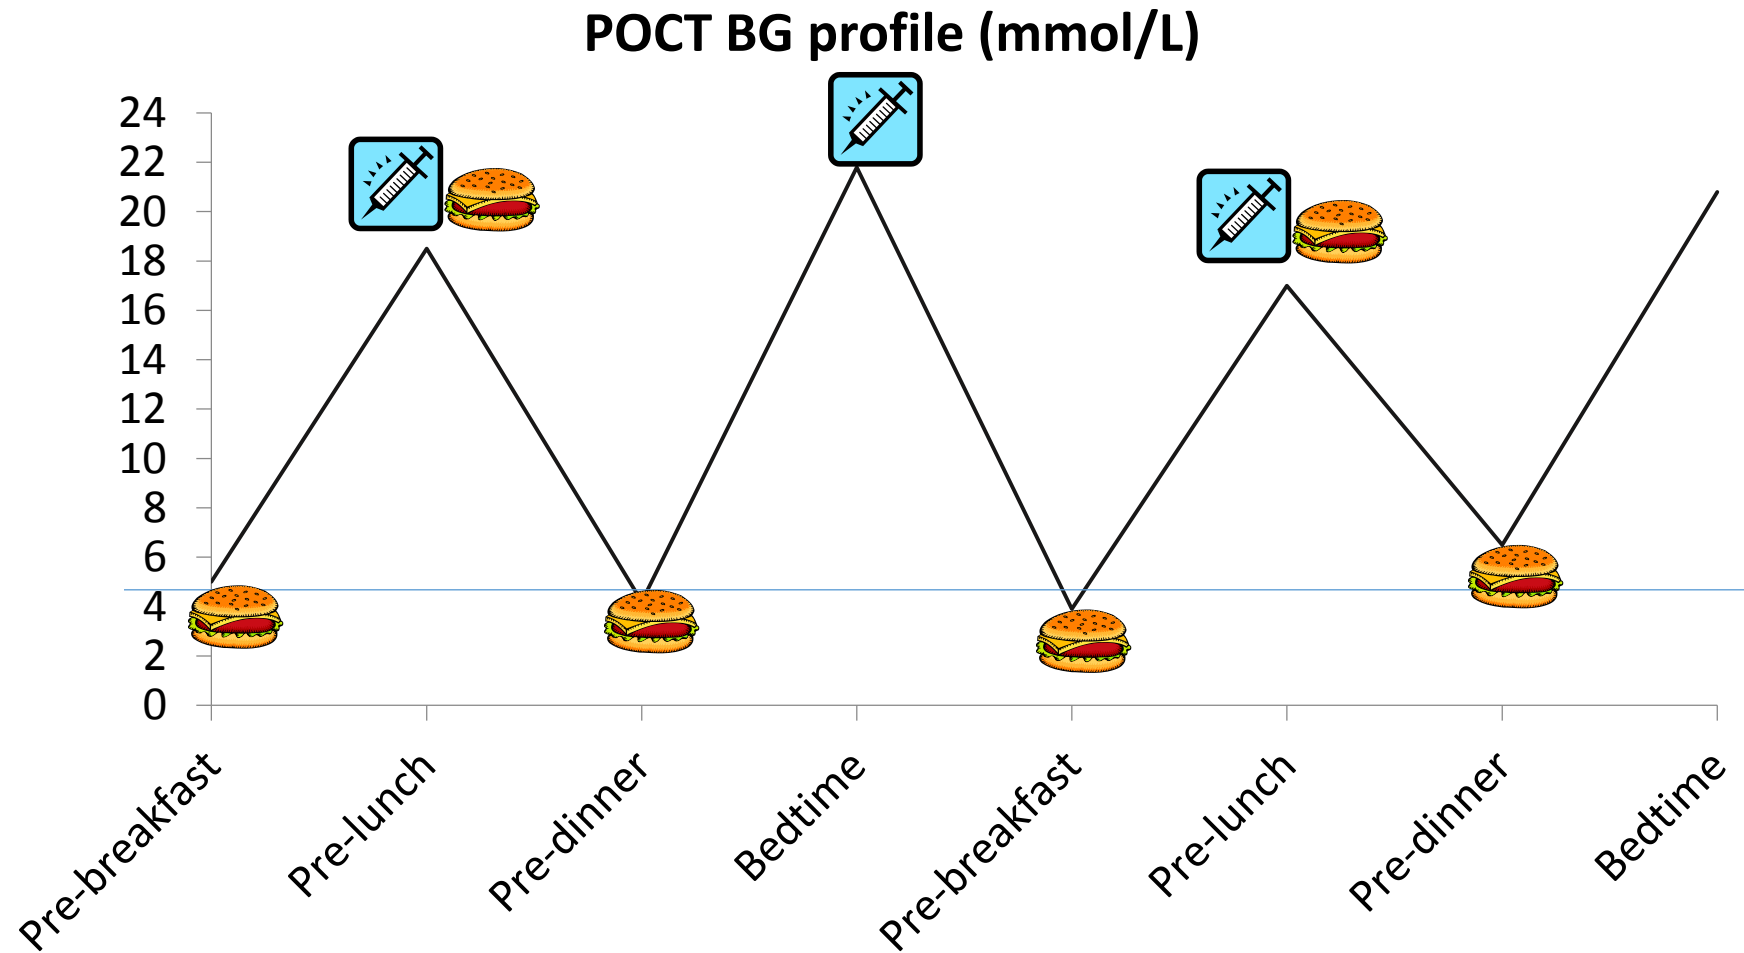 POCT BG profile (mmol/L)
24
22
20
18
16
14
12
10
8
6
4
2
0
Pre-breakfast
Pre-lunch
Pre-dinner
Bedtime
Pre-breakfast
Pre-lunch
Pre-dinner
Bedtime